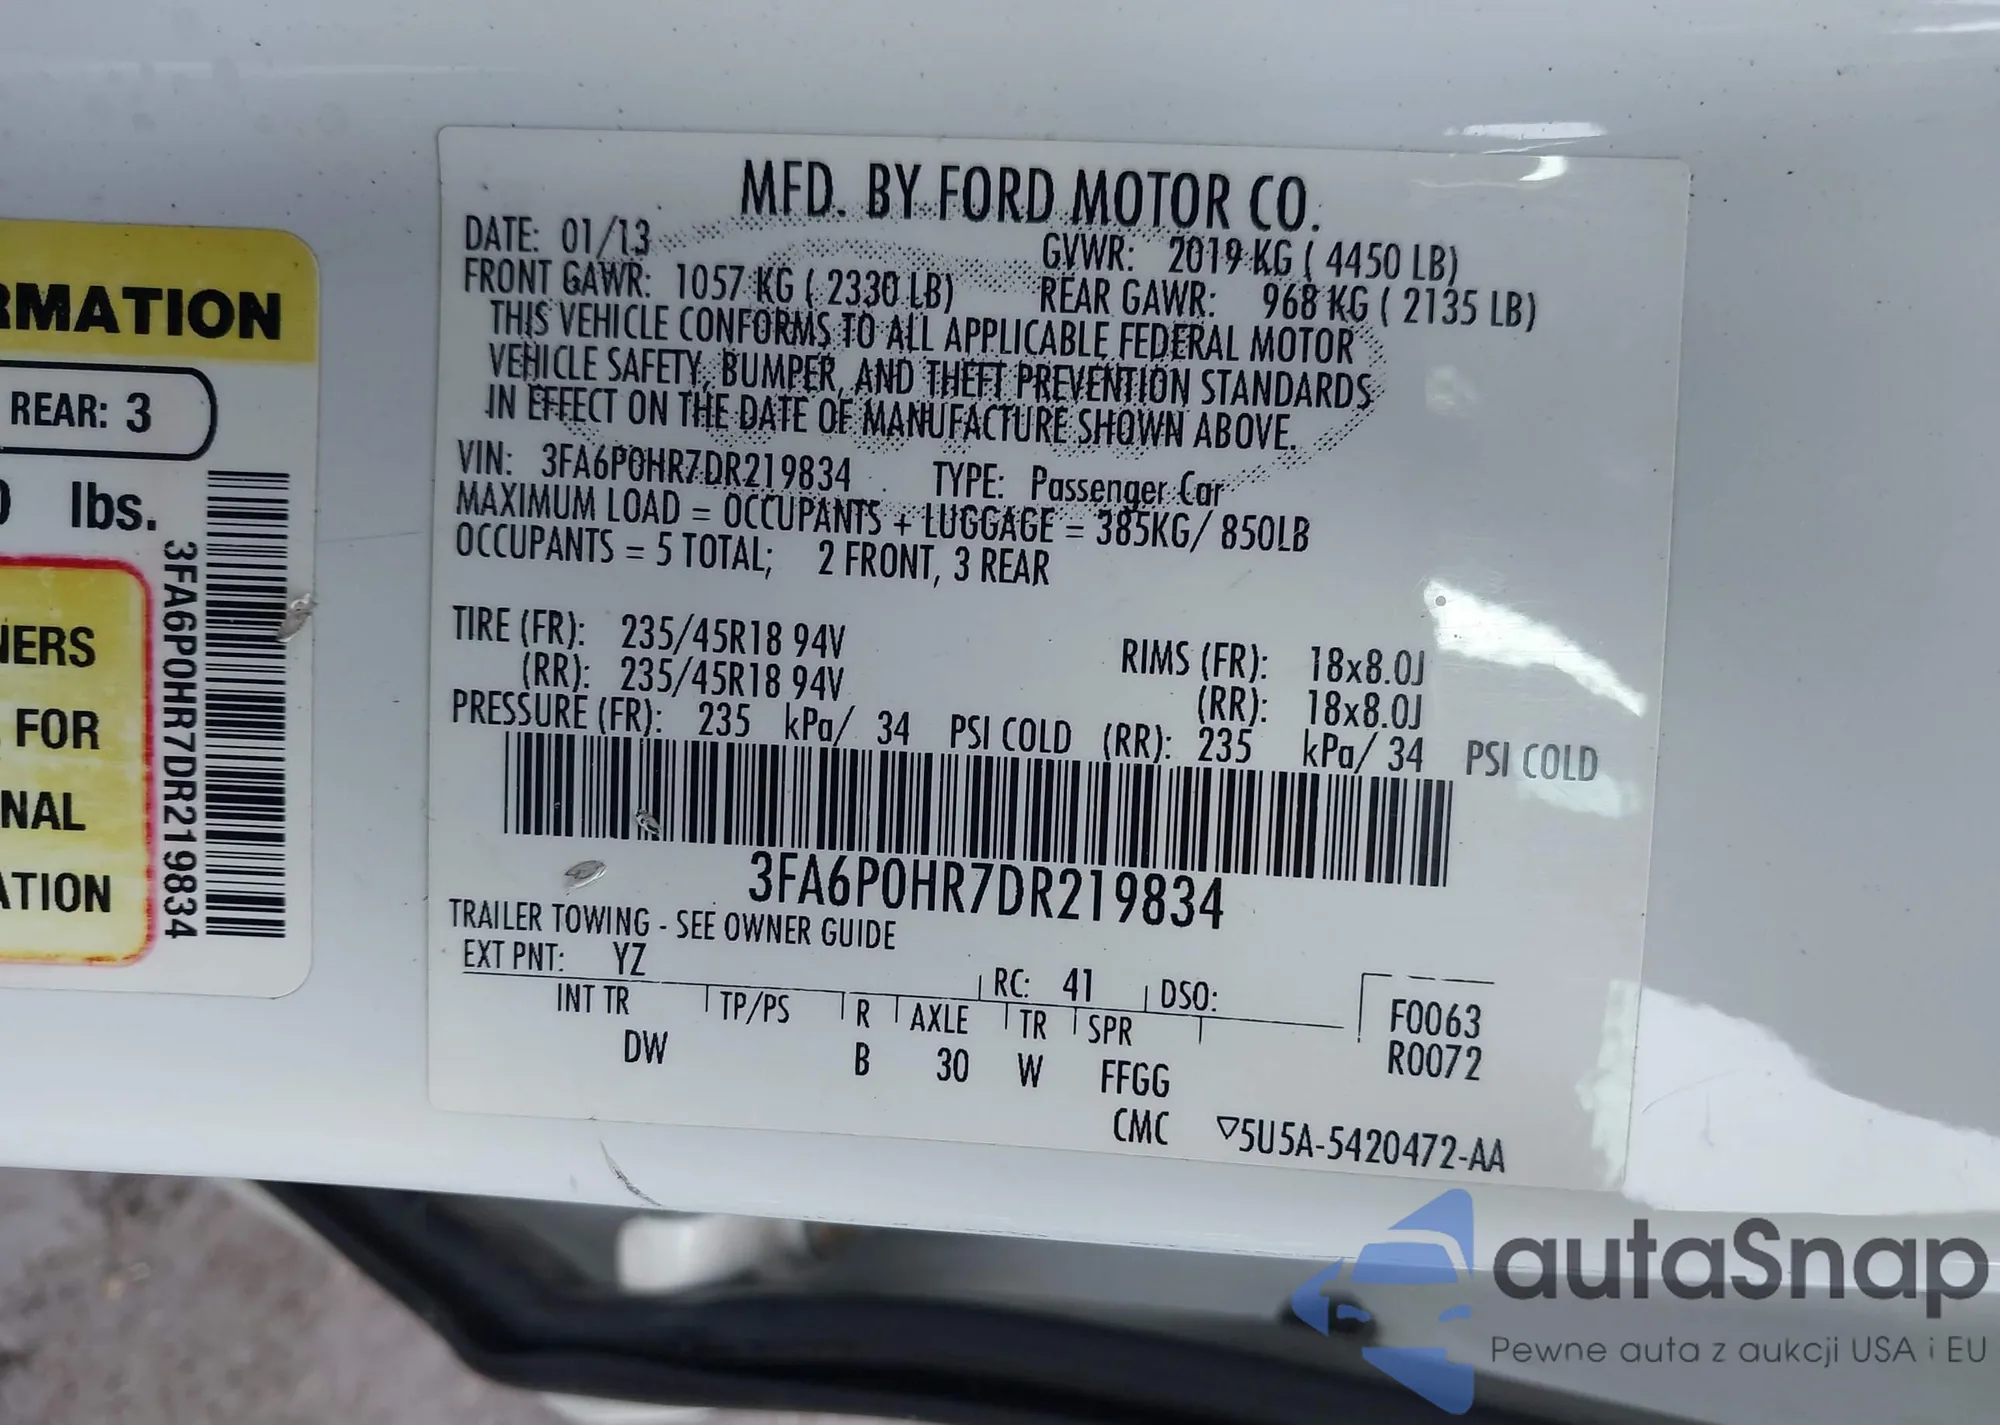 RMATION
REAR: 3
lbs.
NERS
FOR
NAL
ATION
3FA6P0HR7DR219834
MFD. BY FORD MOTOR CO.
DATE: 01/13 GVWR: 2019 KG ( 4450 LB)
FRONT GAWR: 1057 KG ( 2330 LB) REAR GAWR: 968 KG ( 2135 LB)
THIS VEHICLE CONFORMS TO ALL APPLICABLE FEDERAL MOTOR
VEHICLE SAFETY, BUMPER, AND THEFT PREVENTION STANDARDS
IN EFFECT ON THE DATE OF MANUFACTURE SHOWN ABOVE.
VIN: 3FA6P0HR7DR219834 TYPE: Passenger Car
MAXIMUM LOAD = OCCUPANTS + LUGGAGE = 385KG/ 850LB
OCCUPANTS = 5 TOTAL; 2 FRONT, 3 REAR
TIRE (FR): 235/45R18 94V RIMS (FR): 18x8.0J
(RR): 235/45R18 94V (RR): 18x8.0J
PRESSURE (FR): 235 kPa/ 34 PSI COLD (RR): 235 kPa/ 34 PSI COLD
3FA6P0HR7DR219834
TRAILER TOWING - SEE OWNER GUIDE
EXT PNT: YZ RC: 41 DSO:
INT TR TP/PS R AXLE TR SPR F0063
DW B 30 W FFGG R0072
CMC ▽5U5A-5420472-AA
autaSnap
Pewne auta z aukcji USA i EU